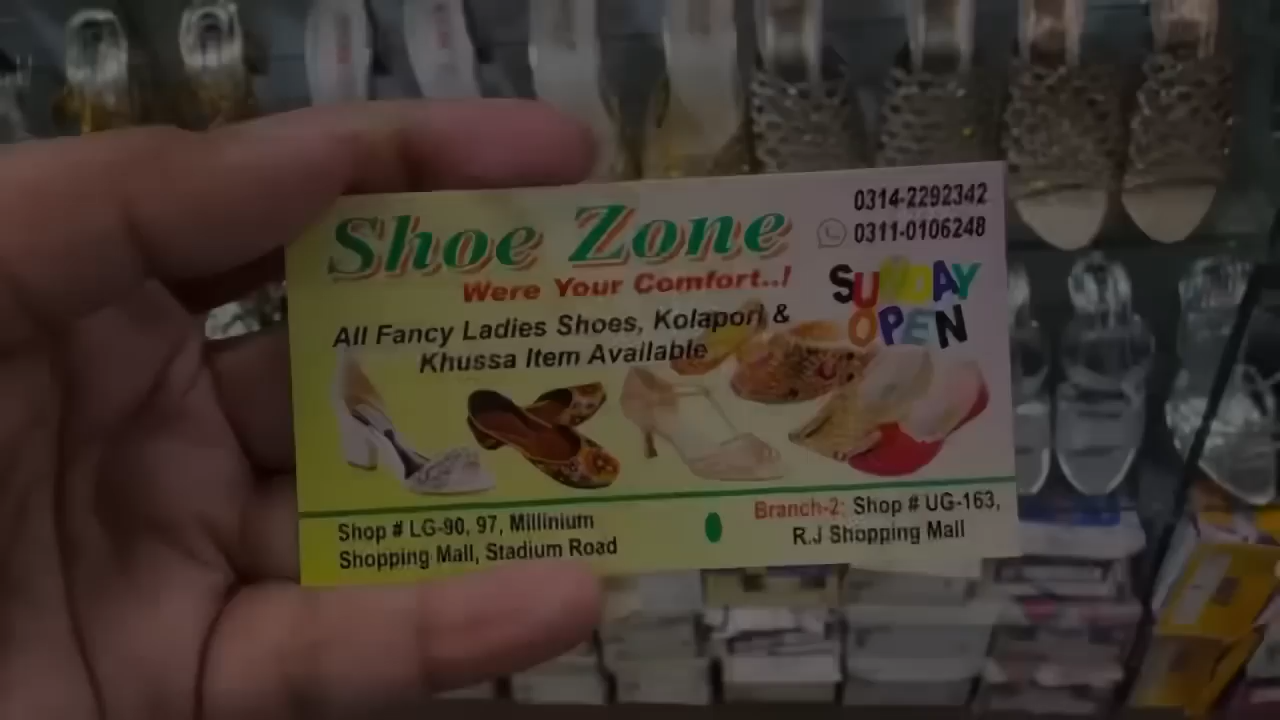 Shoe Zone
Were Your Comfort..!
0314-2292342
0311-0106248
SUNDAY
OPEN
All Fancy Ladies Shoes, Kolapori &
Khussa Item Available
Shop # LG-90, 97, Millinium
Shopping Mall, Stadium Road
Branch-2: Shop # UG-163,
R.J Shopping Mall